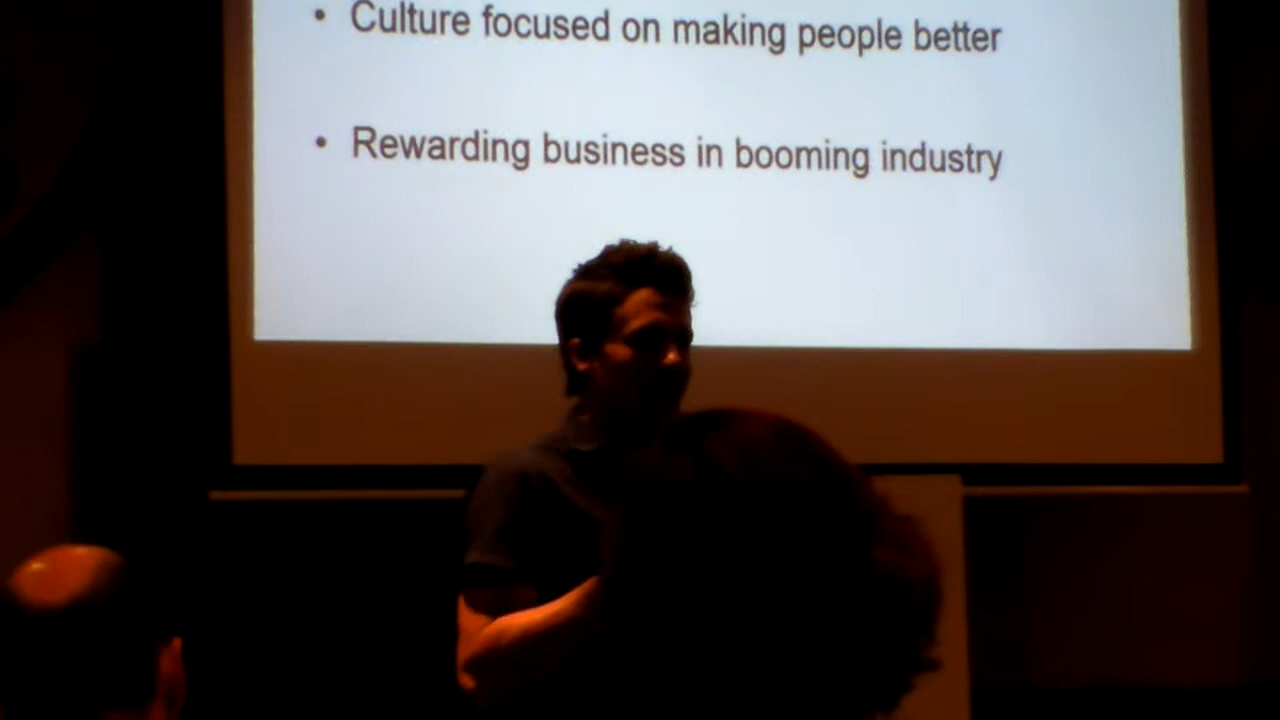 • Culture focused on making people better
• Rewarding business in booming industry